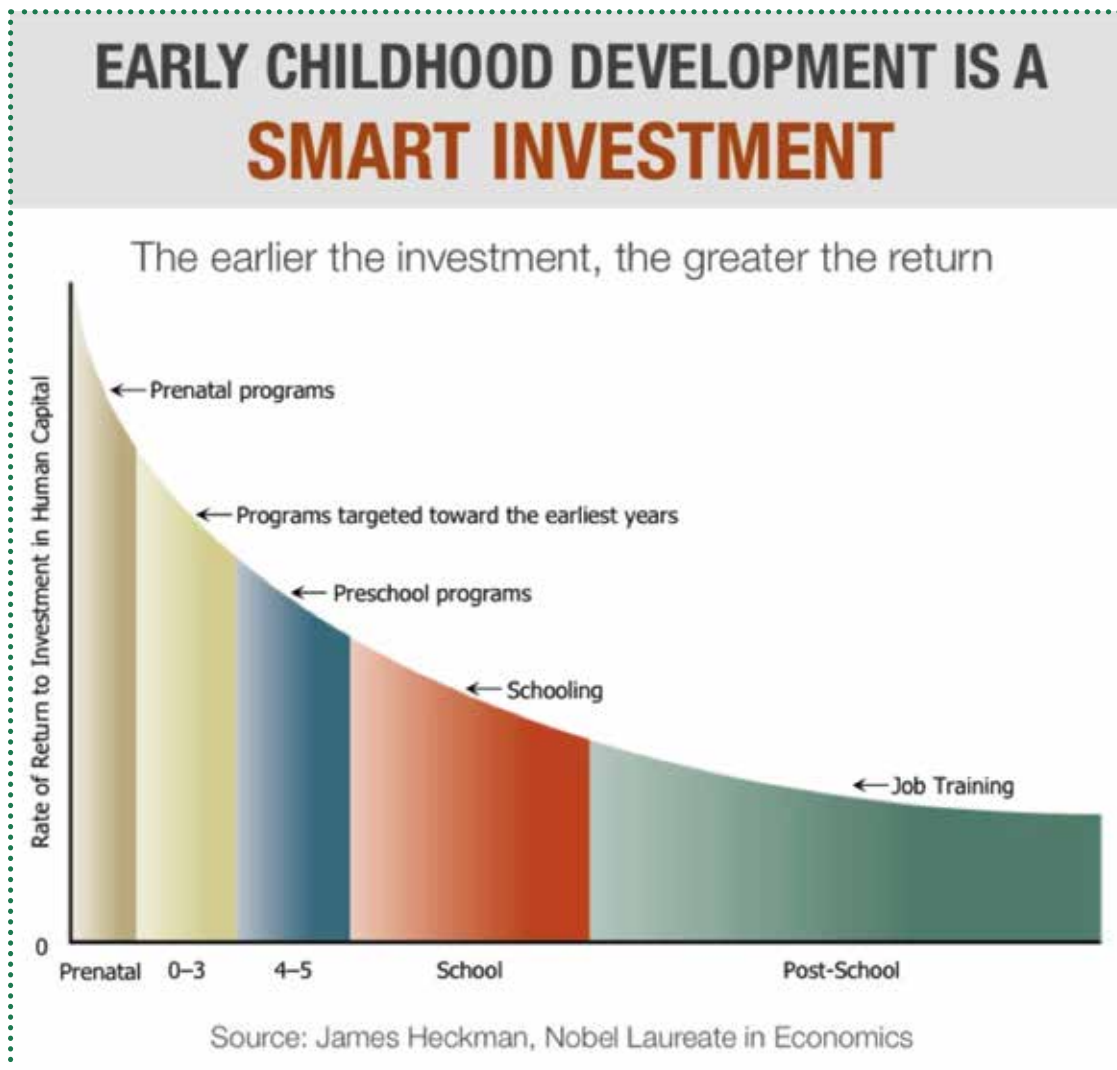 EARLY CHILDHOOD DEVELOPMENT IS A
SMART INVESTMENT
The earlier the investment, the greater the return
Rate of Return to Investment in Human Capital
Prenatal programs
Programs targeted toward the earliest years
Preschool programs
Schooling
Job Training
0
Prenatal
0–3
4–5
School
Post-School
Source: James Heckman, Nobel Laureate in Economics